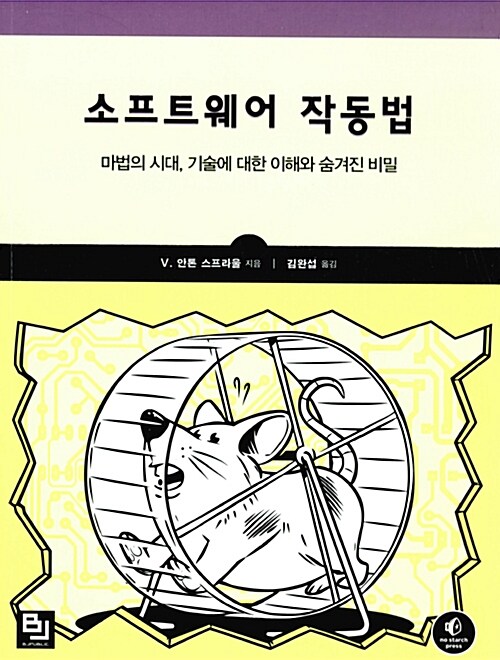 소프트웨어 작동법
마법의 시대, 기술에 대한 이해와 숨겨진 비밀
V. 안톤 스프라울 지음 | 김완섭 옮김
BJ
BJPUBLIC
no starch
press